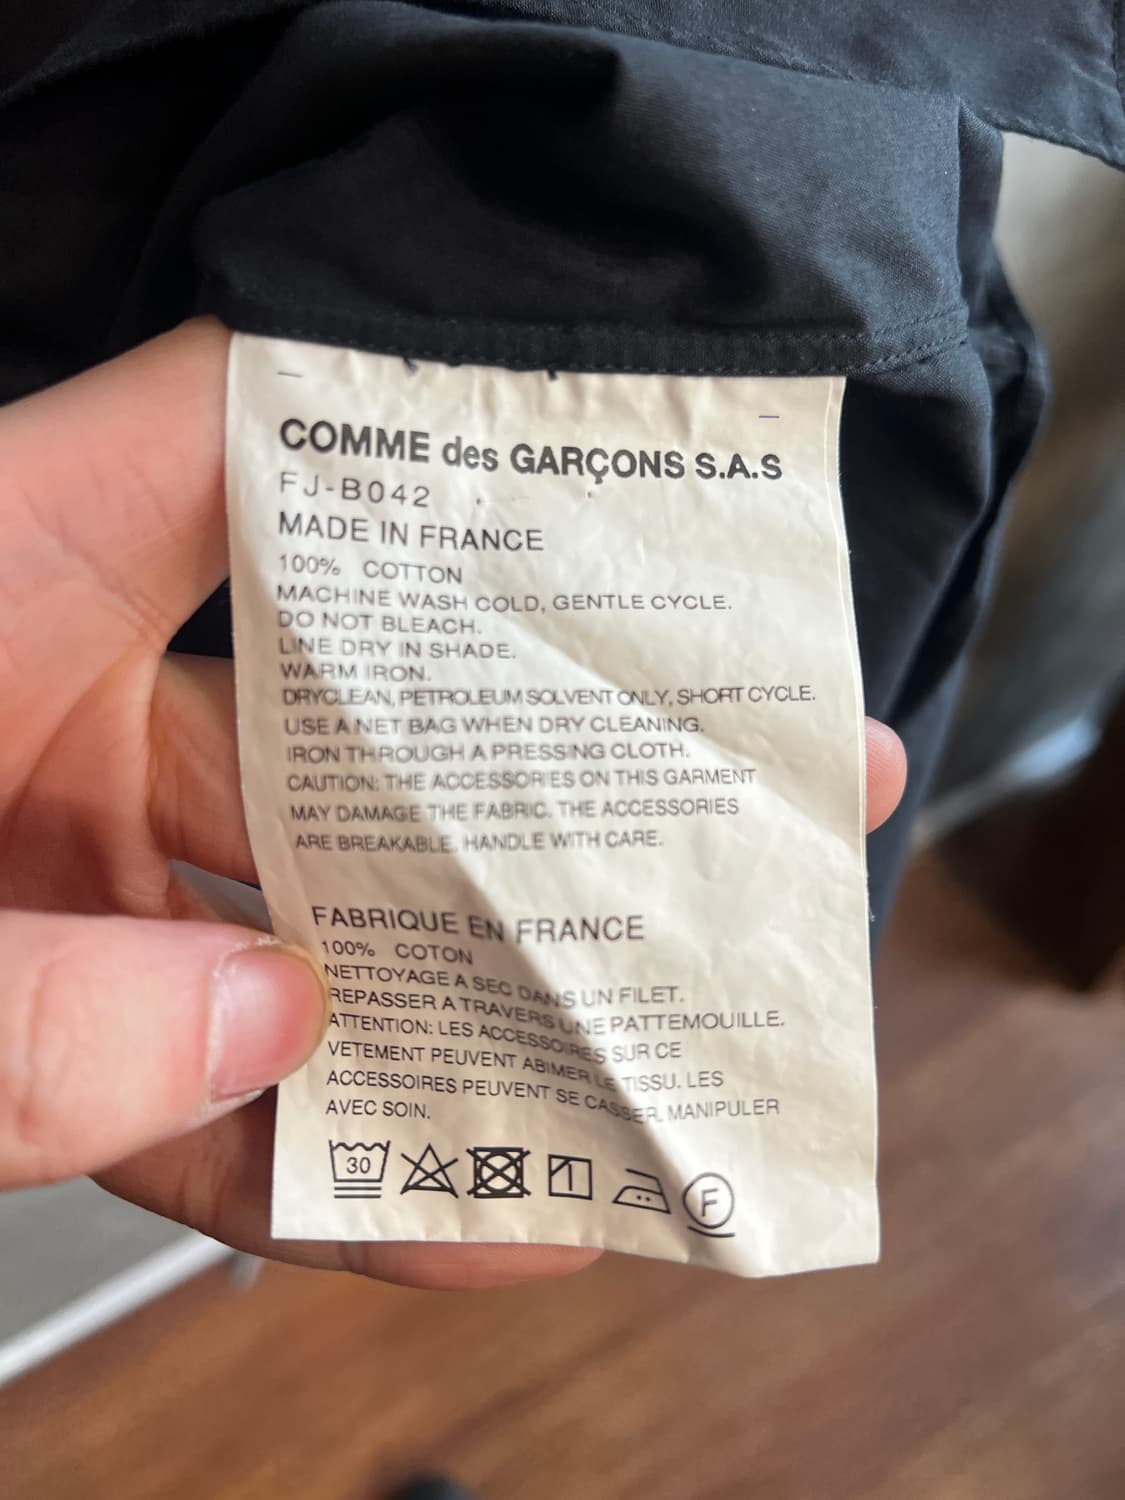 COMME des GARÇONS S.A.S
FJ-B042
MADE IN FRANCE
100% COTTON
MACHINE WASH COLD, GENTLE CYCLE.
DO NOT BLEACH.
LINE DRY IN SHADE.
WARM IRON.
DRYCLEAN, PETROLEUM SOLVENT ONLY, SHORT CYCLE.
USE A NET BAG WHEN DRY CLEANING.
IRON THROUGH A PRESSING CLOTH.
CAUTION: THE ACCESSORIES ON THIS GARMENT
MAY DAMAGE THE FABRIC. THE ACCESSORIES
ARE BREAKABLE. HANDLE WITH CARE.
FABRIQUE EN FRANCE
100% COTON
NETTOYAGE A SEC DANS UN FILET.
REPASSER A TRAVERS UNE PATTEMOUILLE.
ATTENTION: LES ACCESSOIRES SUR CE
VETEMENT PEUVENT ABIMER LE TISSU. LES
ACCESSOIRES PEUVENT SE CASSER. MANIPULER
AVEC SOIN.
30 F